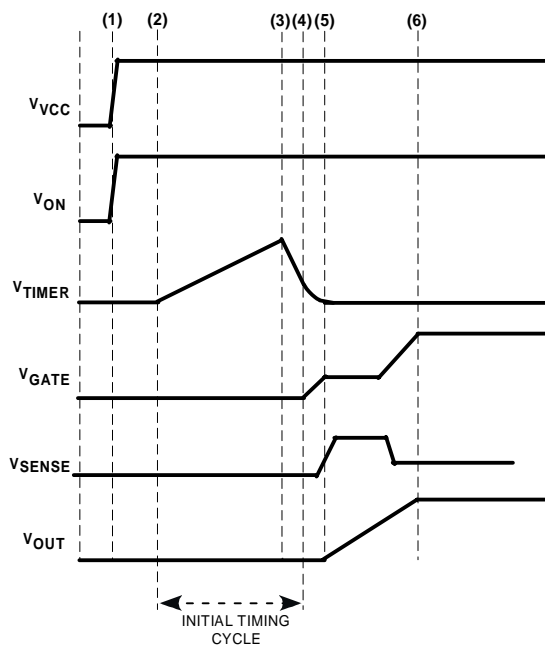 (1) (2) (3) (4) (5) (6)
VVCC
VON
VTIMER
VGATE
VSENSE
VOUT
INITIAL TIMING
CYCLE